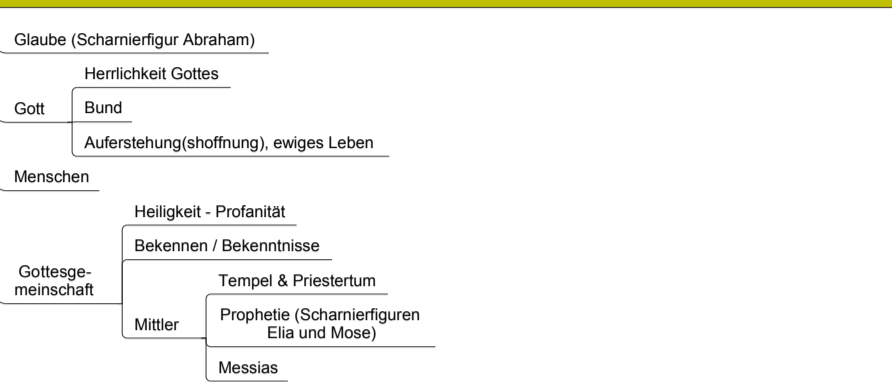 Glaube (Scharnierfigur Abraham)
Herrlichkeit Gottes
Gott
Bund
Auferstehung(shoffnung), ewiges Leben
Menschen
Heiligkeit - Profanität
Bekennen / Bekenntnisse
Gottesge-
meinschaft
Tempel & Priestertum
Mittler
Prophetie (Scharnierfiguren
Elia und Mose)
Messias